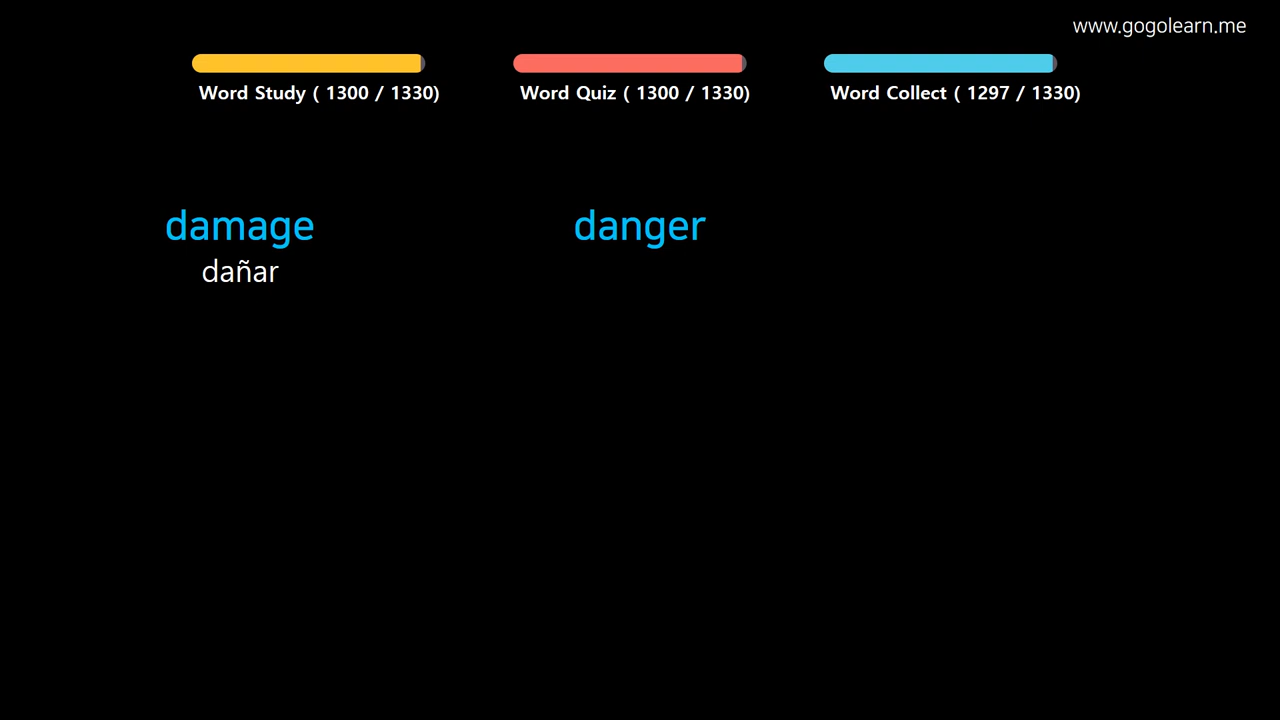 www.gogolearn.me
Word Study ( 1300 / 1330)
Word Quiz ( 1300 / 1330)
Word Collect ( 1297 / 1330)
damage
danger
dañar